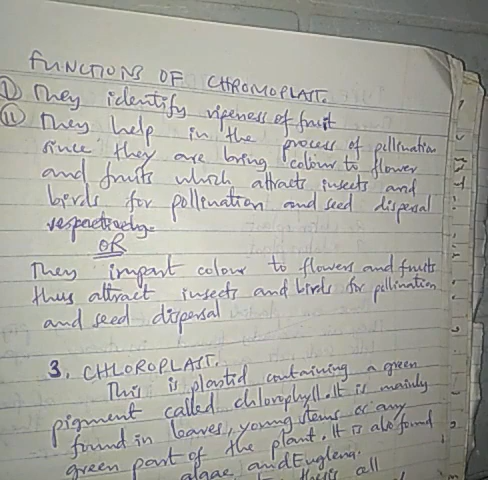 FUNCTIONS OF CHROMOPLAST.
(I) They identify ripeness of fruit
(II) They help in the process of pollination
since they are bring colour to flower
and fruits which attracts insects and
birds for pollination and seed dispersal
respectively.
OR
They impart colour to flowers and fruits
thus attract insects and birds for pollination
and seed dispersal
3. CHLOROPLAST.
This is plastid containing a green
pigment called chlorophyll. It is mainly
found in leaves, young stems or any
green part of the plant. It is also found
algae and Euglena.
all